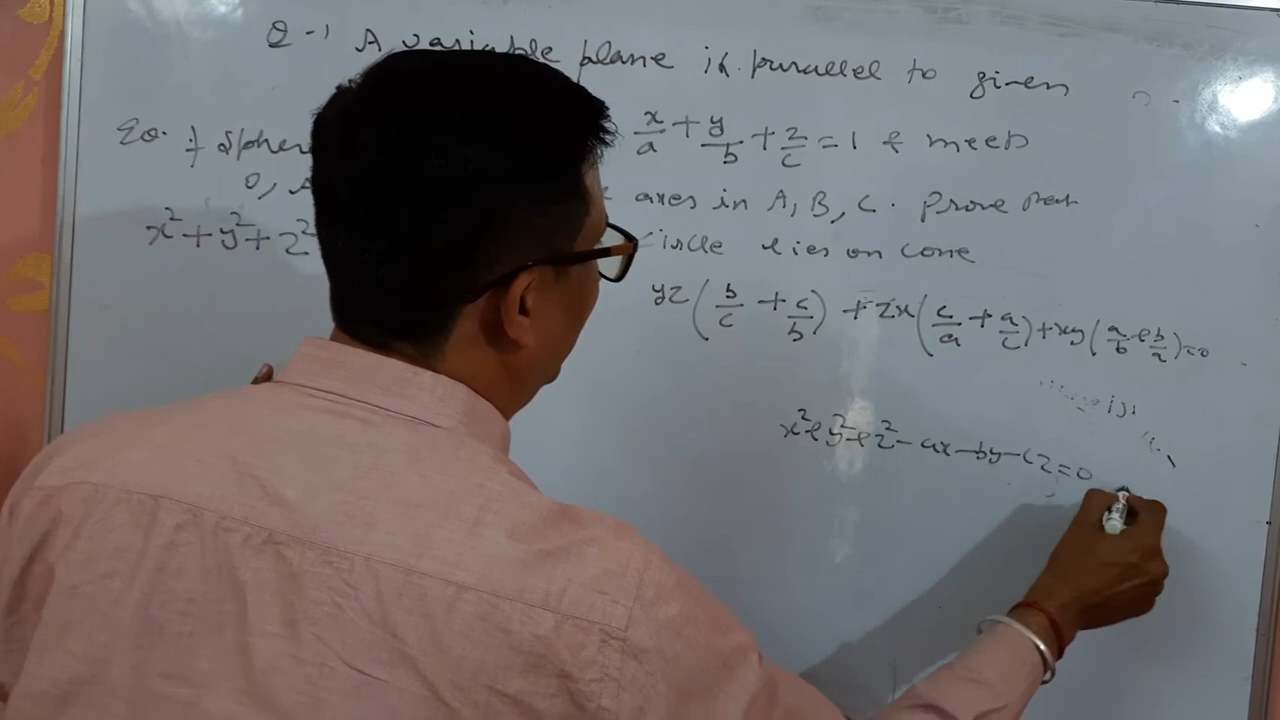 Q-1 A variable plane is parallel to given
x/a + y/b + z/c = 1 & meets
axes in A, B, C. Prove that
circle lies on cone
yz(b/c + c/b) + zx(c/a + a/c) + xy(a/b + b/a) = 0
Eq. of Spher
0, A
x² + y² + z²
x² + y² + z² - ax - by - cz = 0